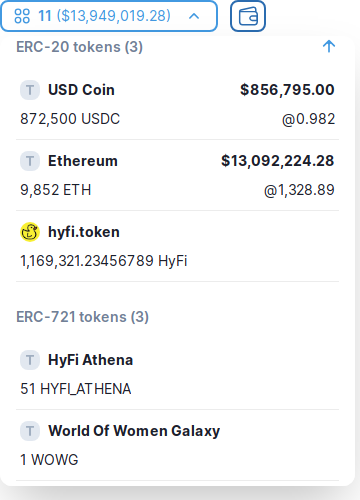 11 ($13,949,019.28)
ERC-20 tokens (3)
T USD Coin $856,795.00
872,500 USDC @0.982
T Ethereum $13,092,224.28
9,852 ETH @1,328.89
hyfi.token
1,169,321.23456789 HyFi
ERC-721 tokens (3)
T HyFi Athena
51 HYFI_ATHENA
T World Of Women Galaxy
1 WOWG